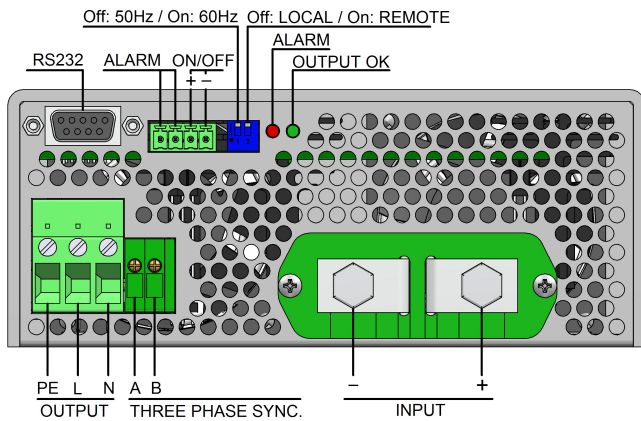 Off: 50Hz / On: 60Hz
Off: LOCAL / On: REMOTE
ALARM
RS232
ALARM
ON/OFF
OUTPUT OK
+ −
PE L N A B
− +
OUTPUT
THREE PHASE SYNC.
INPUT